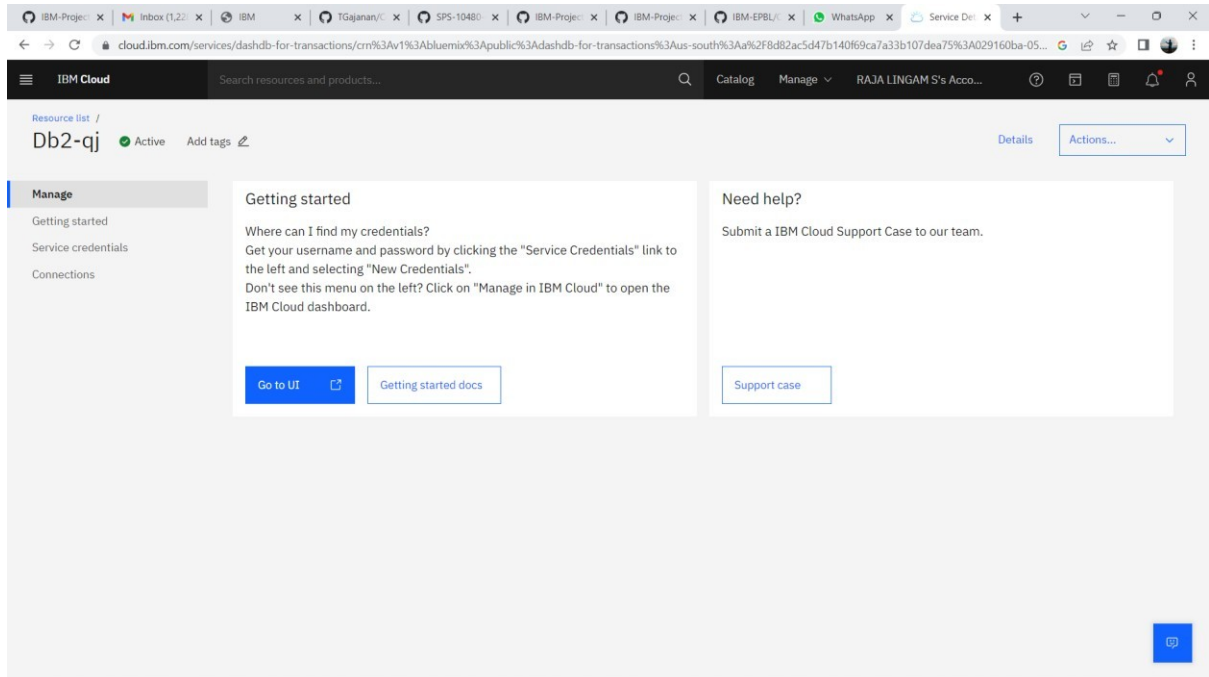 IBM-Project
Inbox (1,22
IBM
TGajanan/C
SPS-10480
IBM-Project
IBM-Project
IBM-EPBL/C
WhatsApp
Service Det
cloud.ibm.com/services/dashdb-for-transactions/crn%3Av1%3Abluemix%3Apublic%3Adashdb-for-transactions%3Aus-south%3Aa%2F8d82ac5d47b140f69ca7a33b107dea75%3A029160ba-05...
IBM Cloud
Search resources and products...
Catalog
Manage
RAJA LINGAM S's Acco...
Resource list /
Db2-qj
Active
Add tags
Details
Actions...
Manage
Getting started
Service credentials
Connections
Getting started
Where can I find my credentials?
Get your username and password by clicking the "Service Credentials" link to
the left and selecting "New Credentials".
Don't see this menu on the left? Click on "Manage in IBM Cloud" to open the
IBM Cloud dashboard.
Go to UI
Getting started docs
Need help?
Submit a IBM Cloud Support Case to our team.
Support case